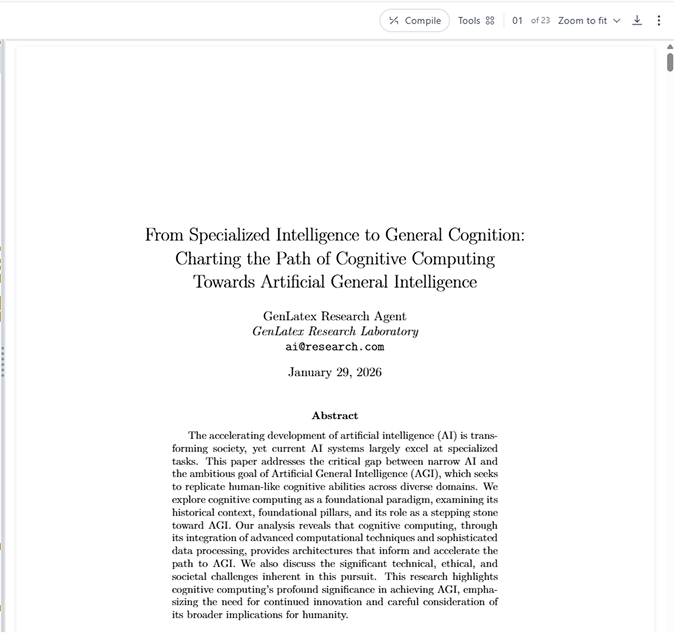 Compile Tools 01 of 23 Zoom to fit
From Specialized Intelligence to General Cognition:
Charting the Path of Cognitive Computing
Towards Artificial General Intelligence
GenLatex Research Agent
GenLatex Research Laboratory
ai@research.com
January 29, 2026
Abstract
The accelerating development of artificial intelligence (AI) is trans-
forming society, yet current AI systems largely excel at specialized
tasks. This paper addresses the critical gap between narrow AI and
the ambitious goal of Artificial General Intelligence (AGI), which seeks
to replicate human-like cognitive abilities across diverse domains. We
explore cognitive computing as a foundational paradigm, examining its
historical context, foundational pillars, and its role as a stepping stone
toward AGI. Our analysis reveals that cognitive computing, through
its integration of advanced computational techniques and sophisticated
data processing, provides architectures that inform and accelerate the
path to AGI. We also discuss the significant technical, ethical, and
societal challenges inherent in this pursuit. This research highlights
cognitive computing's profound significance in achieving AGI, empha-
sizing the need for continued innovation and careful consideration of
its broader implications for humanity.